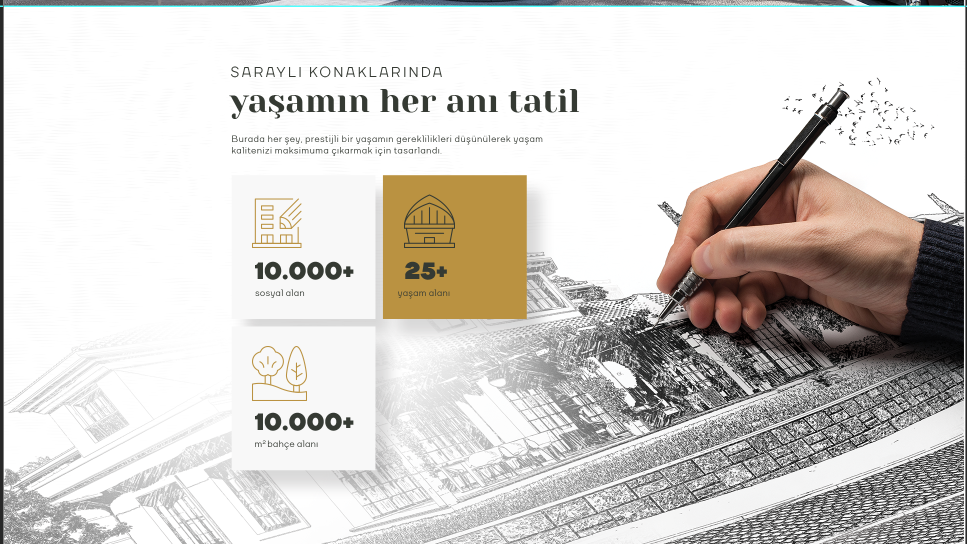 SARAYLI KONAKLARINDA
yaşamın her anı tatil
Burada her şey, prestijli bir yaşamın gereklilikleri düşünülerek yaşam
kalitenizi maksimuma çıkarmak için tasarlandı.
10.000+
sosyal alan
25+
yaşam alanı
10.000+
m² bahçe alanı